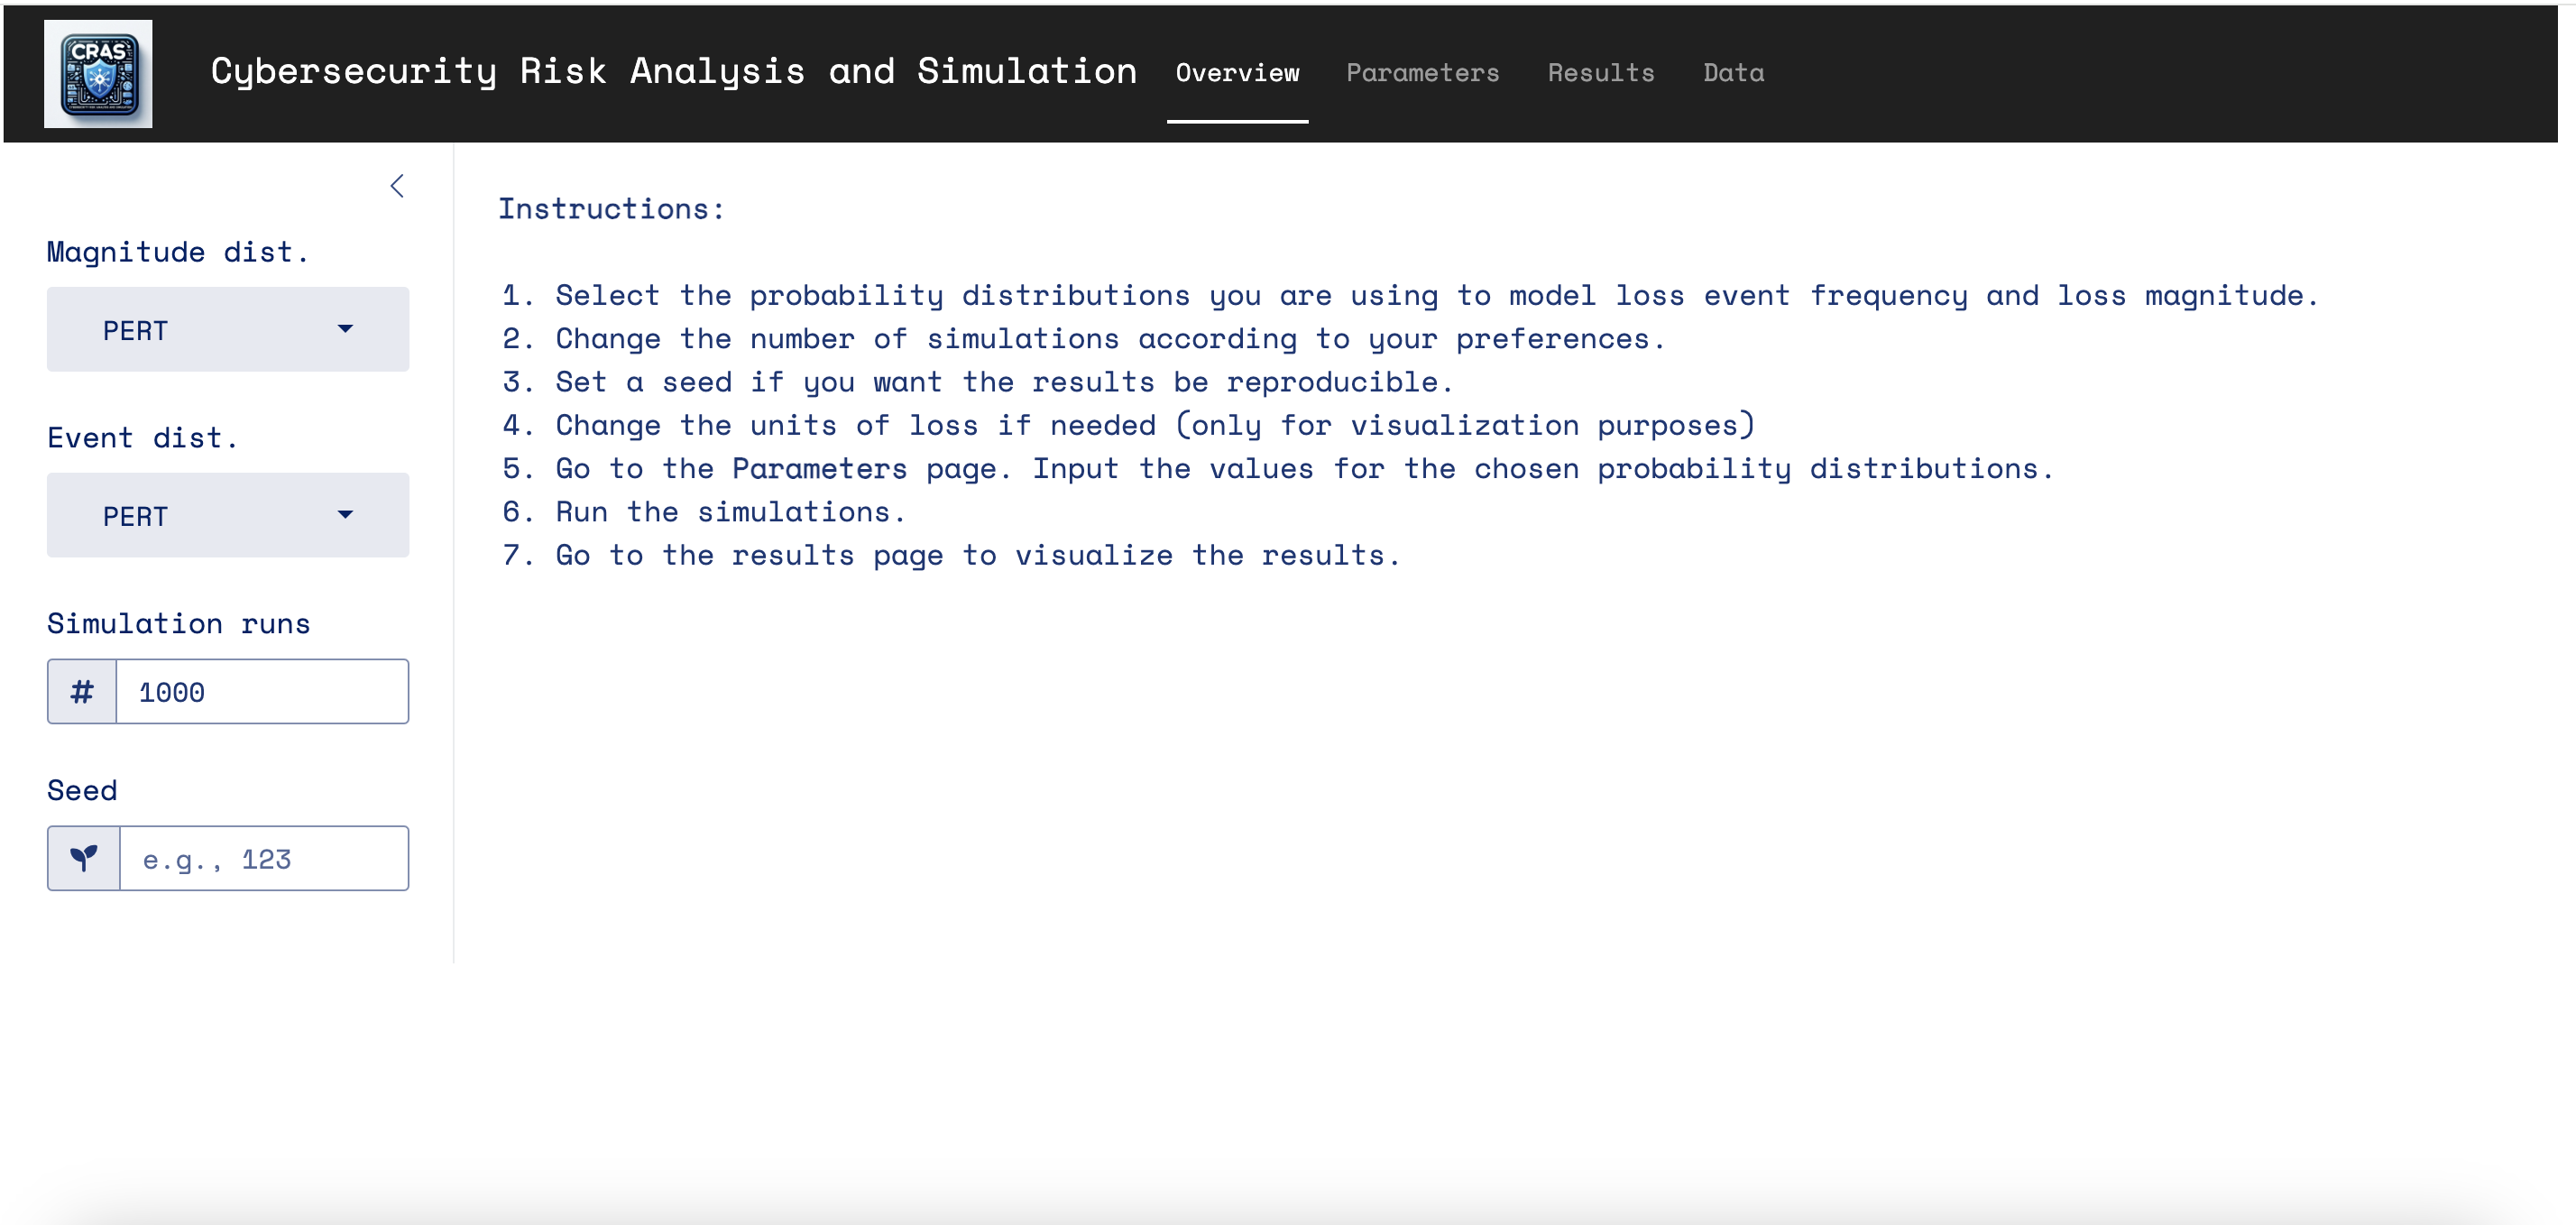 CRAS
Cybersecurity Risk Analysis and Simulation
Overview
Parameters
Results
Data
Magnitude dist.
PERT
Event dist.
PERT
Simulation runs
# 1000
Seed
e.g., 123
Instructions:
1. Select the probability distributions you are using to model loss event frequency and loss magnitude.
2. Change the number of simulations according to your preferences.
3. Set a seed if you want the results be reproducible.
4. Change the units of loss if needed (only for visualization purposes)
5. Go to the Parameters page. Input the values for the chosen probability distributions.
6. Run the simulations.
7. Go to the results page to visualize the results.